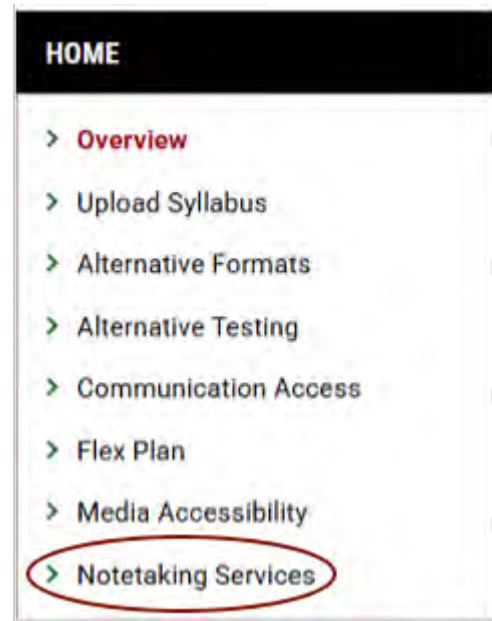 HOME
Overview
Upload Syllabus
Alternative Formats
Alternative Testing
Communication Access
Flex Plan
Media Accessibility
Notetaking Services